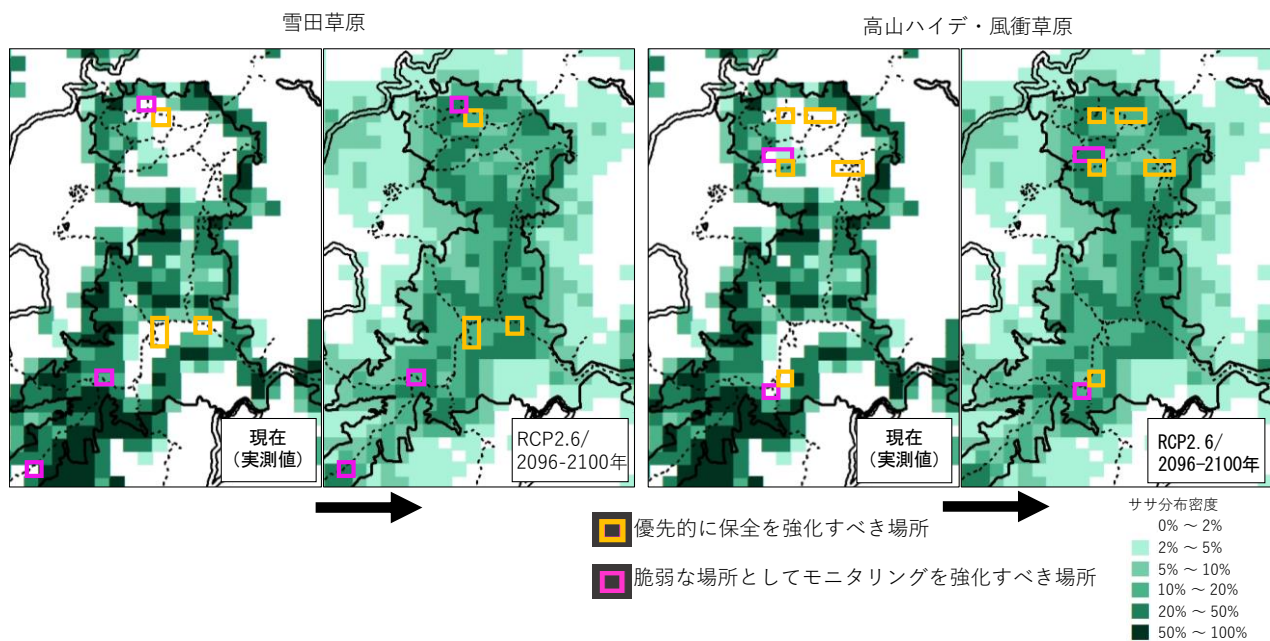 雪田草原
高山ハイデ・風衝草原
現在
(実測値)
RCP2.6/
2096-2100年
現在
(実測値)
RCP2.6/
2096-2100年
優先的に保全を強化すべき場所
脆弱な場所としてモニタリングを強化すべき場所
ササ分布密度
0% ～ 2%
2% ～ 5%
5% ～ 10%
10% ～ 20%
20% ～ 50%
50% ～ 100%